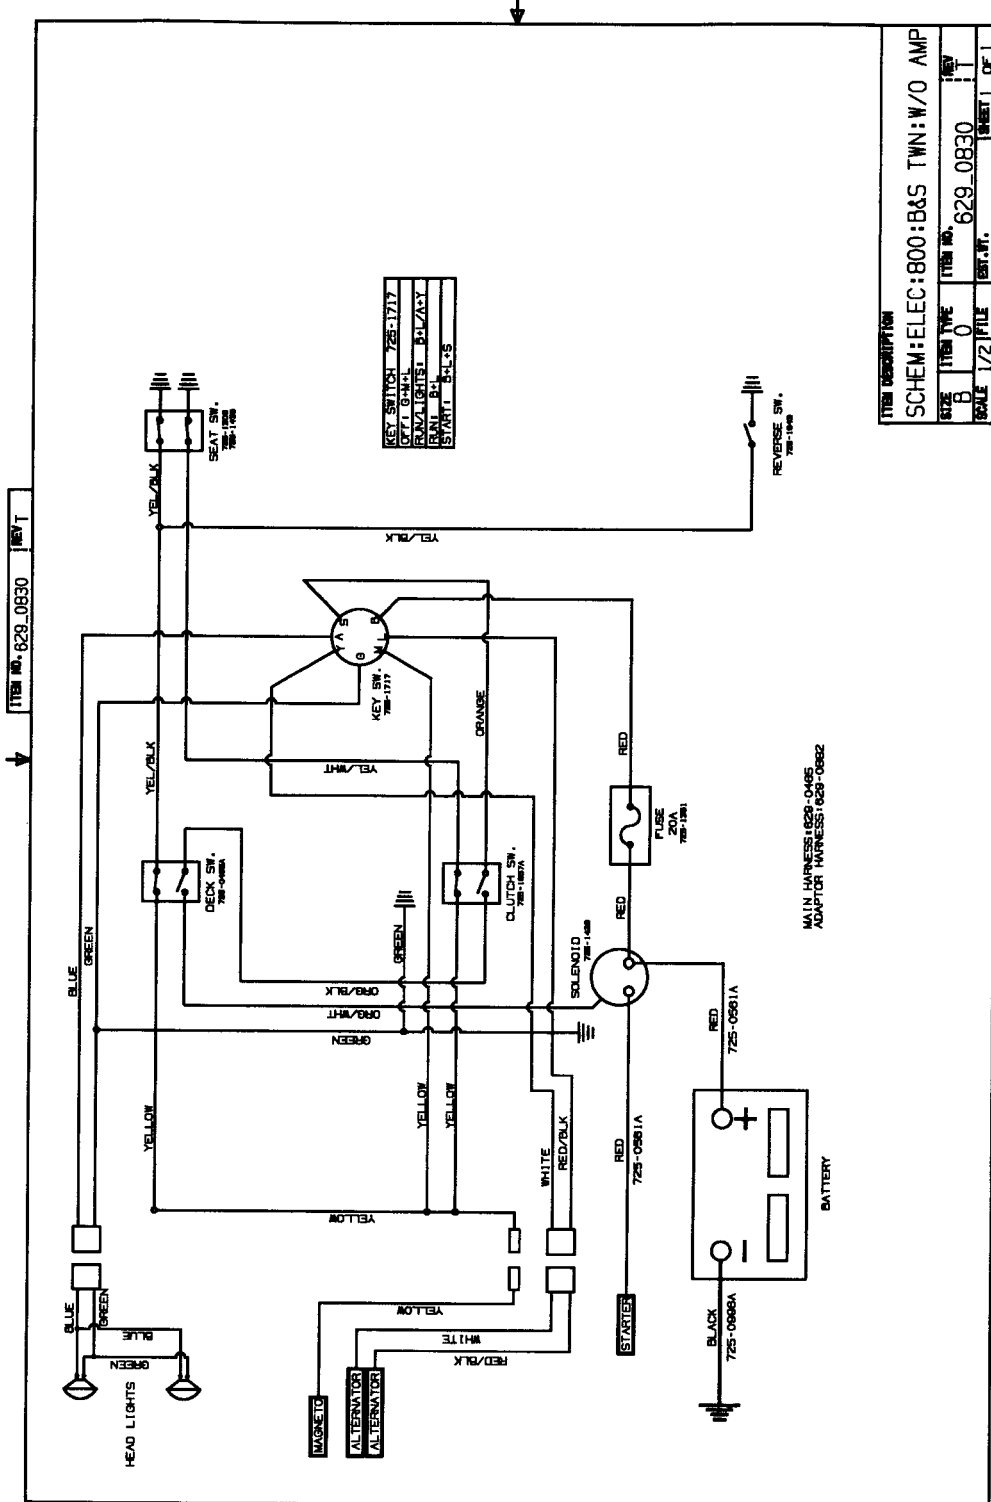 ITEM NO. 629_0830 REV T
HEAD LIGHTS
BLUE
GREEN
BLUE
GREEN
BLUE
GREEN
YELLOW
YEL/BLK
YEL/BLK
SEAT SW.
DECK SW.
YEL/WHT
YEL/BLK
ORG/BLK
ORG/WHT
GREEN
GREEN
KEY SWITCH 725-1717
OFF: G+M+L
RUN/LIGHTS: B+L/A+Y
RUN: B+L
START: B+L+S
Y A S
G
M L B
KEY SW.
725-1717
ORANGE
CLUTCH SW.
YELLOW
YELLOW
YELLOW
MAGNETO
ALTERNATOR
ALTERNATOR
YELLOW
WHITE
RED/BLK
WHITE
RED/BLK
SOLENOID
RED
FUSE
20A
RED
REVERSE SW.
STARTER
RED
725-0581A
RED
725-0581A
BLACK
725-0998A
BATTERY
MAIN HARNESS:629-0485
ADAPTOR HARNESS:629-0882
ITEM DESCRIPTION
SCHEM:ELEC:800:B&S TWN:W/O AMP
SIZE B ITEM TYPE O ITEM NO. 629_0830 REV T
SCALE 1/2 FILE EST.WT. SHEET 1 OF 1